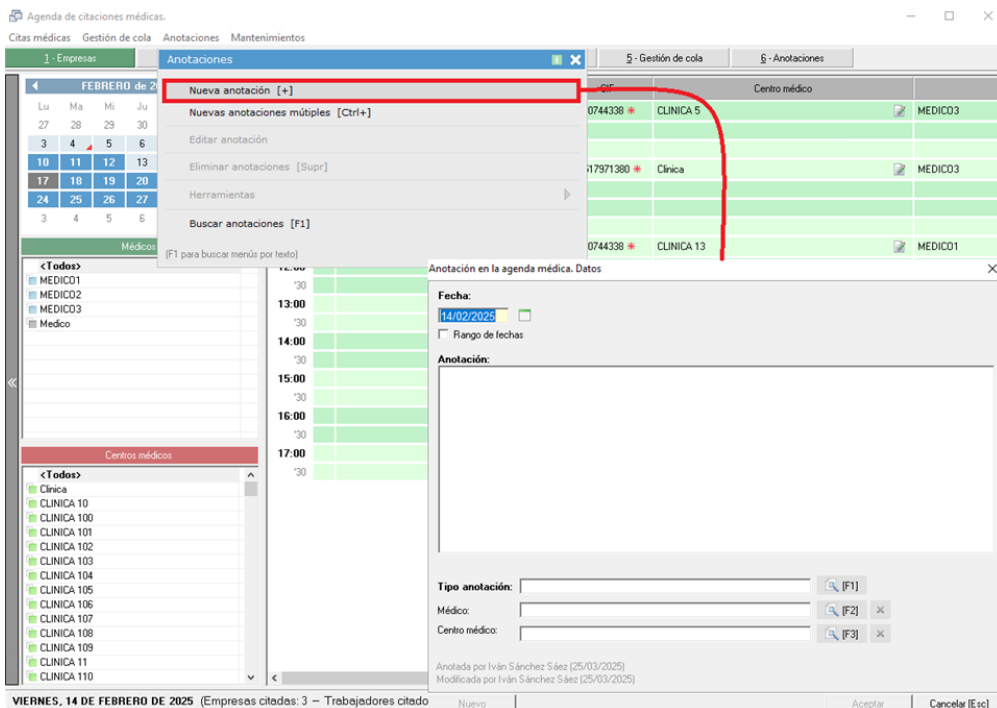 Agenda de citaciones médicas.
Citas médicas Gestión de cola Anotaciones Mantenimientos
1 - Empresas
5 - Gestión de cola
6 - Anotaciones
Anotaciones
Nueva anotación [+]
Nuevas anotaciones mútiples [Ctrl+]
Editar anotación
Eliminar anotaciones [Supr]
Herramientas
Buscar anotaciones [F1]
(F1 para buscar menús por texto)
FEBRERO de 2
Lu Ma Mi Ju
27 28 29 30
3 4 5 6
10 11 12 13
17 18 19 20
24 25 26 27
3 4 5 6
CIF Centro médico
0744338 * CLINICA 5 MEDICO3
17971380 * Clinica MEDICO3
0744338 * CLINICA 13 MEDICO1
Médicos
<Todos>
MEDICO1
MEDICO2
MEDICO3
Medico
Centros médicos
<Todos>
Clinica
CLINICA 10
CLINICA 100
CLINICA 101
CLINICA 102
CLINICA 103
CLINICA 104
CLINICA 105
CLINICA 106
CLINICA 107
CLINICA 108
CLINICA 109
CLINICA 11
CLINICA 110
12:00
'30
13:00
'30
14:00
'30
15:00
'30
16:00
'30
17:00
'30
Anotación en la agenda médica. Datos
Fecha:
14/02/2025
Rango de fechas
Anotación:
Tipo anotación: [F1]
Médico: [F2]
Centro médico: [F3]
Anotada por Iván Sánchez Sáez (25/03/2025)
Modificada por Iván Sánchez Sáez (25/03/2025)
Nuevo Aceptar Cancelar [Esc]
VIERNES, 14 DE FEBRERO DE 2025 (Empresas citadas: 3 — Trabajadores citado